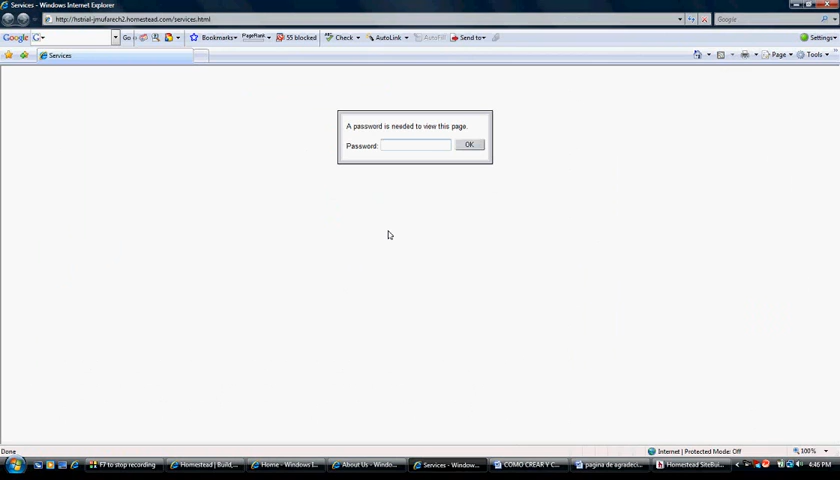 Services - Windows Internet Explorer
http://hstrial-jmufarech2.homestead.com/services.html
Google
Google
G
Go
Bookmarks
PageRank
55 blocked
Check
AutoLink
AutoFill
Send to
Settings
Services
Page
Tools
A password is needed to view this page.
Password:
OK
Done
Internet | Protected Mode: Off
100%
F7 to stop recording
Homestead | Build, ...
Home - Windows I...
About Us - Windo...
Services - Window...
COMO CREAR Y C...
pagina de agradeci...
Homestead SiteBui...
4:46 PM